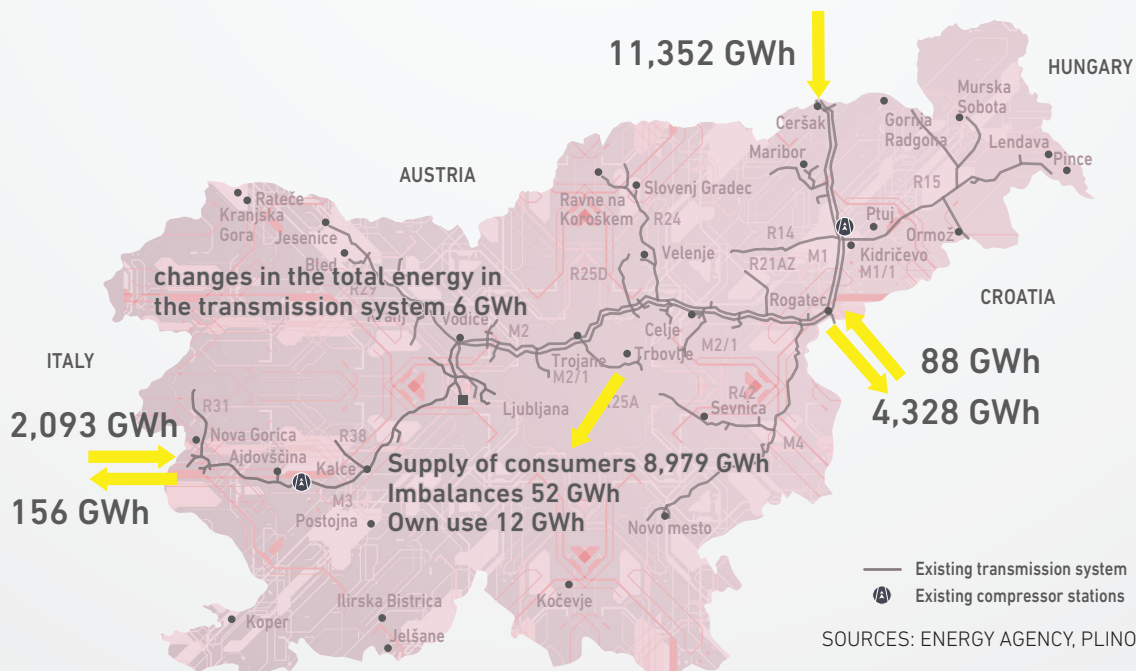 11,352 GWh
HUNGARY
Murska
Sobota
Ceršak
Gornja
Radgona
Lendava
Maribor
Pince
AUSTRIA
R15
Rateče
Kranjska
Gora
Ravne na
Koroškem
Slovenj Gradec
R24
Ptuj
Jesenice
R14
Ormož
Bled
Velenje
M1
Kidričevo
R21AZ
M1/1
R25D
changes in the total energy in
the transmission system 6 GWh
R29
Rogatec
CROATIA
Kranj
Vodice
M2
Celje
M2/1
ITALY
Trojane
Trbovlje
M2/1
88 GWh
R42
R25A
Sevnica
4,328 GWh
R31
Ljubljana
2,093 GWh
Nova Gorica
R38
M4
Ajdovščina
Kalce
Supply of consumers 8,979 GWh
Imbalances 52 GWh
Own use 12 GWh
156 GWh
M3
Postojna
Novo mesto
Existing transmission system
Existing compressor stations
Kočevje
Ilirska Bistrica
Koper
Jelšane
SOURCES: ENERGY AGENCY, PLINO